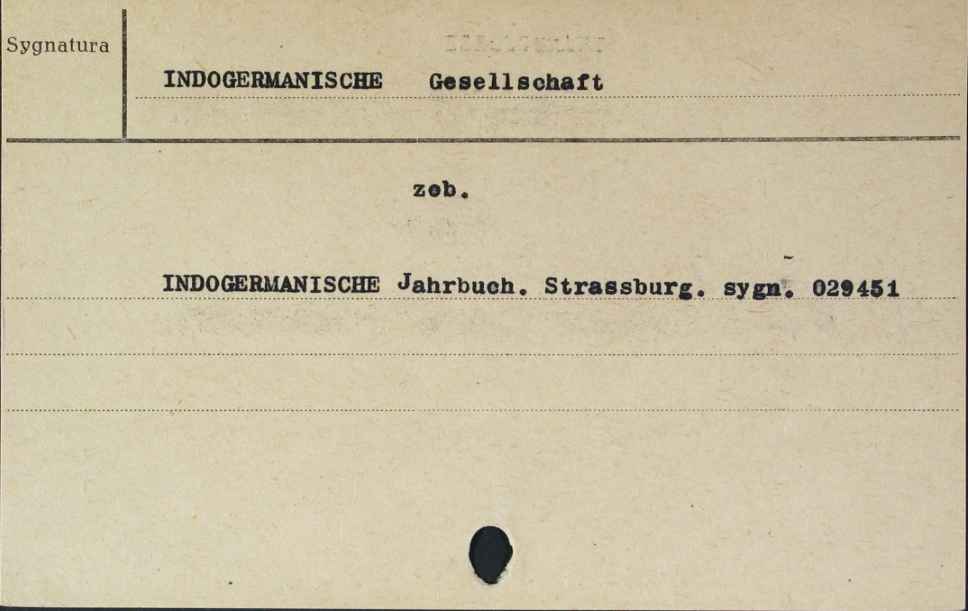 Sygnatura
INDOGERMANISCHE Gesellschaft
zob.
INDOGERMANISCHE Jahrbuch. Strassburg. sygn. 029451